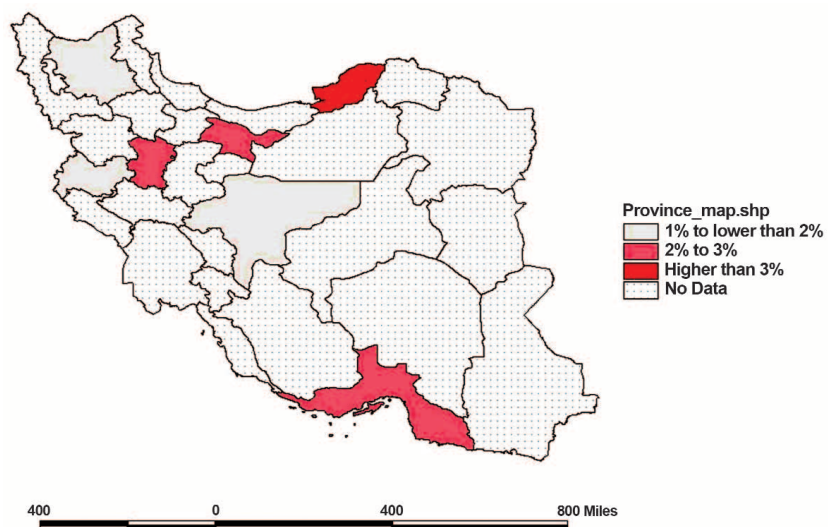 Province_map.shp
1% to lower than 2%
2% to 3%
Higher than 3%
No Data
400 0 400 800 Miles